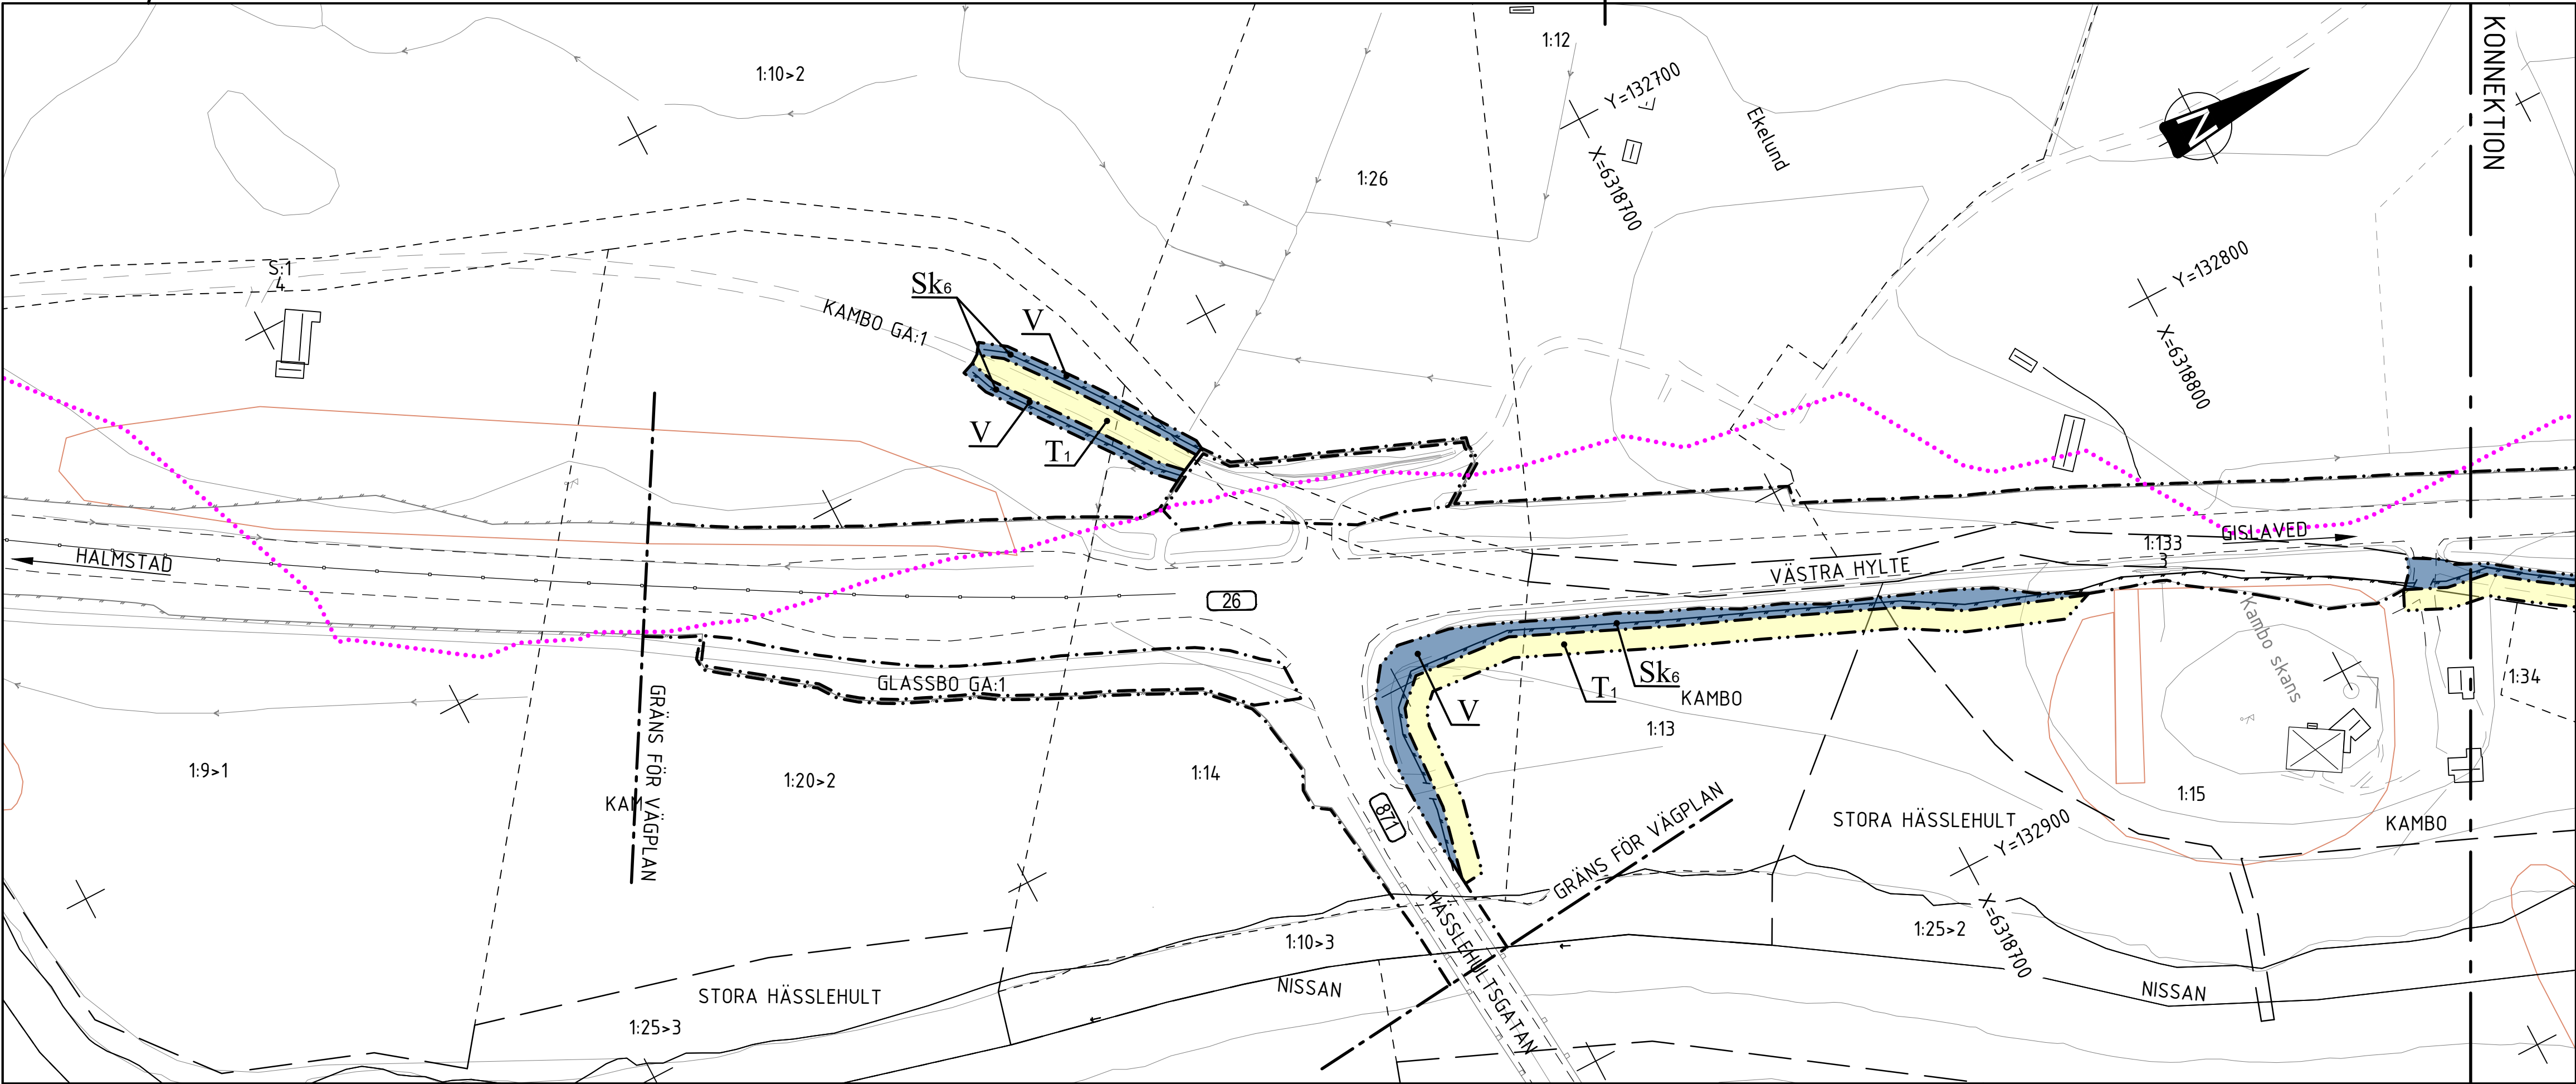 1:10>2
1:12
KONNEKTION
Y=132700
X=6318700
Ekelund
N
1:26
S:1
4
Sk6
V
KAMBO GA:1
Y=132800
X=6318800
V
T1
HALMSTAD
26
VÄSTRA HYLTE
1:133
3
GISLAVED
GLASSBO GA:1
GRÄNS FÖR VÄGPLAN
Sk6
T1
V
KAMBO
1:13
Kambo skans
1:34
1:9>1
KAM
1:20>2
1:14
871
GRÄNS FÖR VÄGPLAN
STORA HÄSSLEHULT
Y=132900
X=6318700
1:15
KAMBO
HÄSSLEHULTSGATAN
1:10>3
1:25>2
STORA HÄSSLEHULT
NISSAN
NISSAN
1:25>3